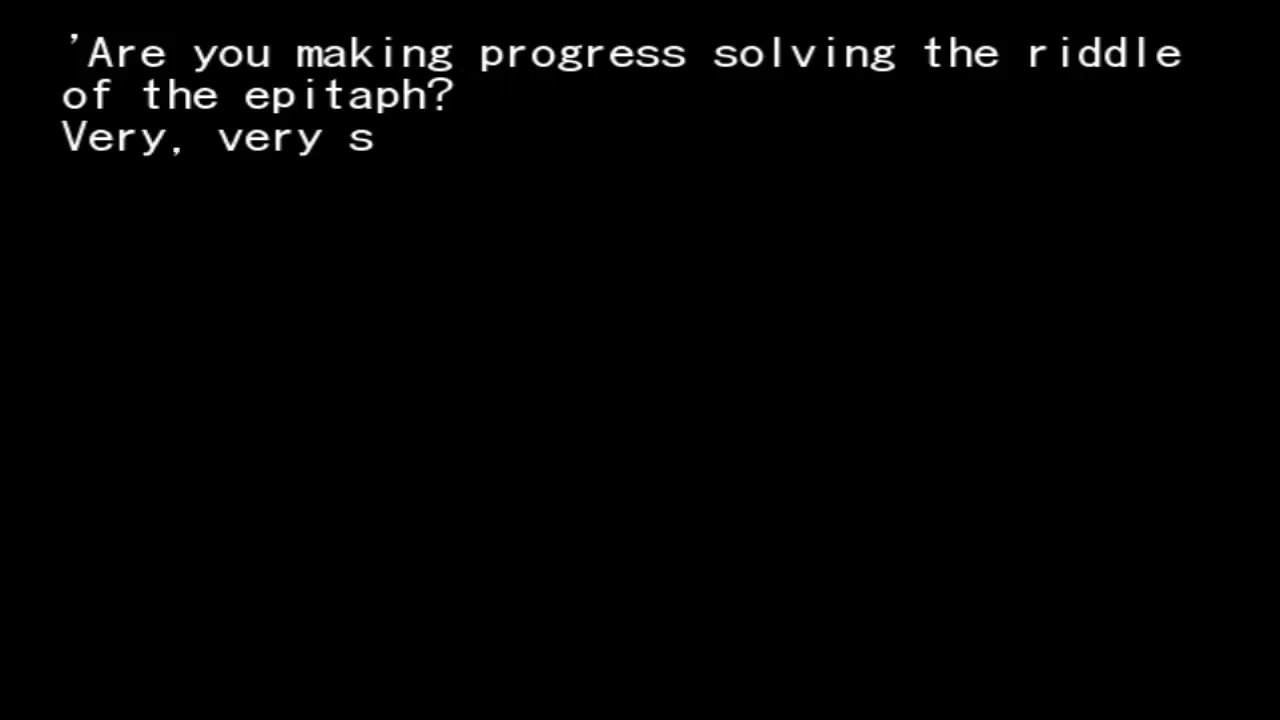 'Are you making progress solving the riddle
of the epitaph?
Very, very s